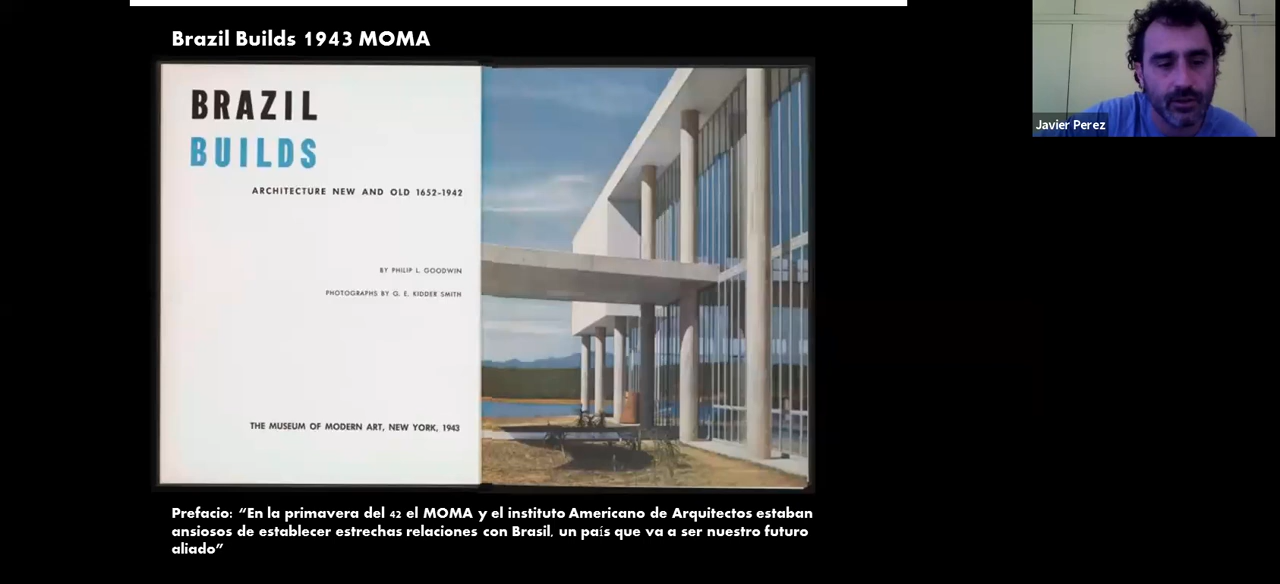 Brazil Builds 1943 MOMA
BRAZIL
BUILDS
ARCHITECTURE NEW AND OLD 1652-1942
BY PHILIP L. GOODWIN
PHOTOGRAPHS BY G. E. KIDDER SMITH
THE MUSEUM OF MODERN ART, NEW YORK, 1943
Prefacio: “En la primavera del 42 el MOMA y el instituto Americano de Arquitectos estaban
ansiosos de establecer estrechas relaciones con Brasil, un país que va a ser nuestro futuro
aliado”
Javier Perez